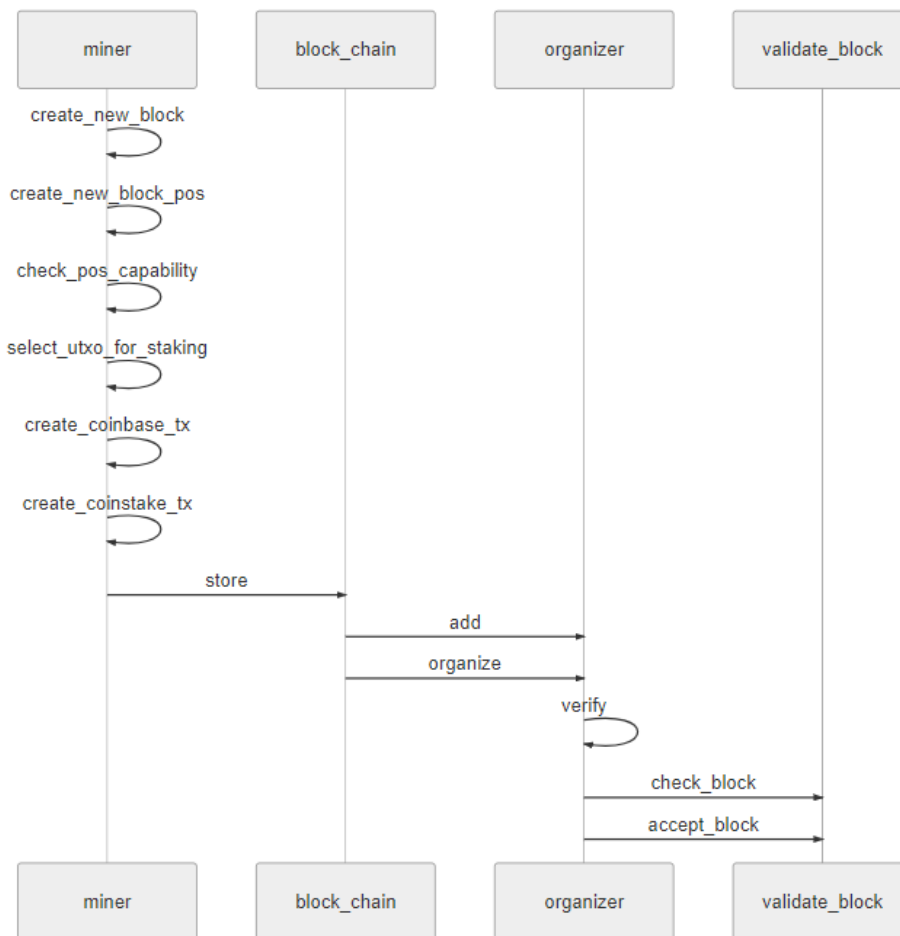 miner
block_chain
organizer
validate_block
create_new_block
create_new_block_pos
check_pos_capability
select_utxo_for_staking
create_coinbase_tx
create_coinstake_tx
store
add
organize
verify
check_block
accept_block
miner
block_chain
organizer
validate_block